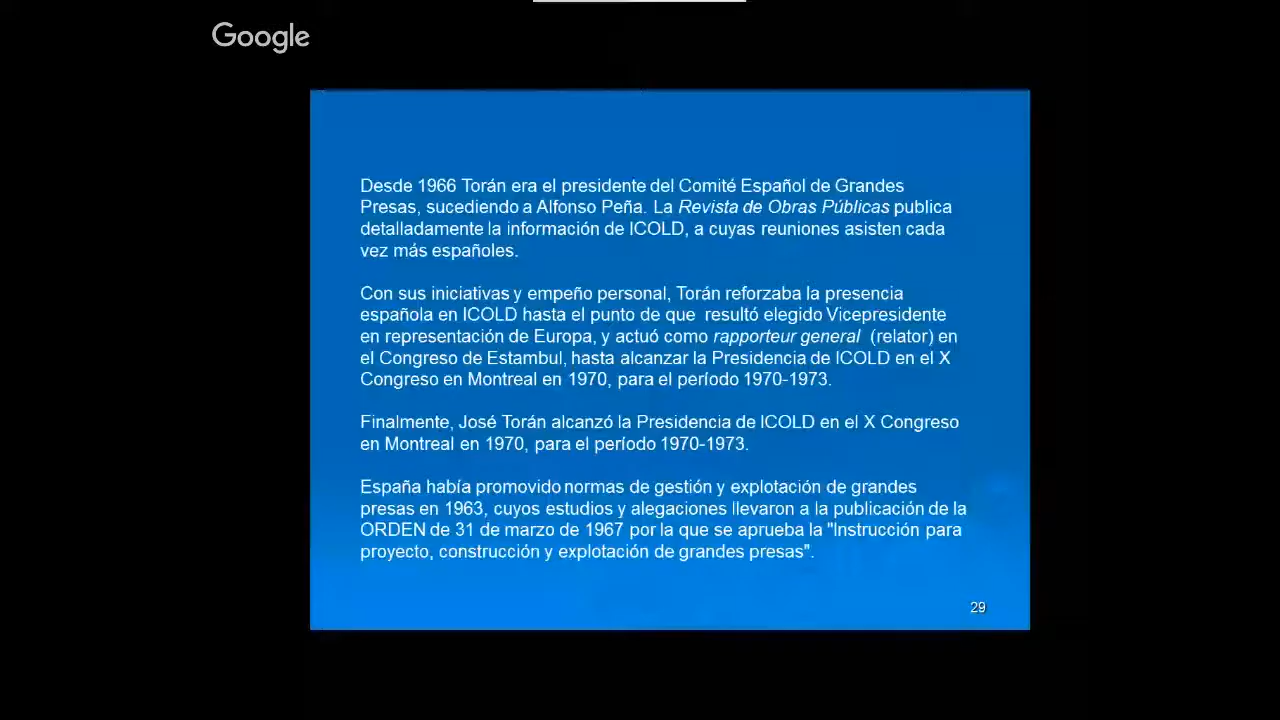 Google
Desde 1966 Torán era el presidente del Comité Español de Grandes
Presas, sucediendo a Alfonso Peña. La Revista de Obras Públicas publica
detalladamente la información de ICOLD, a cuyas reuniones asisten cada
vez más españoles.
Con sus iniciativas y empeño personal, Torán reforzaba la presencia
española en ICOLD hasta el punto de que resultó elegido Vicepresidente
en representación de Europa, y actuó como rapporteur general (relator) en
el Congreso de Estambul, hasta alcanzar la Presidencia de ICOLD en el X
Congreso en Montreal en 1970, para el período 1970-1973.
Finalmente, José Torán alcanzó la Presidencia de ICOLD en el X Congreso
en Montreal en 1970, para el período 1970-1973.
España había promovido normas de gestión y explotación de grandes
presas en 1963, cuyos estudios y alegaciones llevaron a la publicación de la
ORDEN de 31 de marzo de 1967 por la que se aprueba la "Instrucción para
proyecto, construcción y explotación de grandes presas".
29